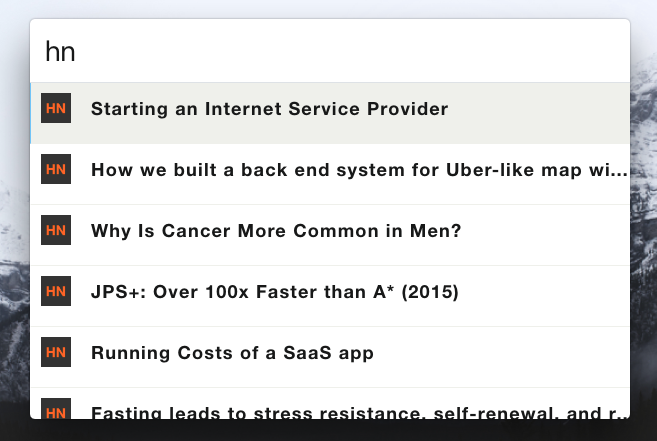 hn
HN Starting an Internet Service Provider
HN How we built a back end system for Uber-like map wi...
HN Why Is Cancer More Common in Men?
HN JPS+: Over 100x Faster than A* (2015)
HN Running Costs of a SaaS app
HN Fasting leads to stress resistance, self-renewal, and r...